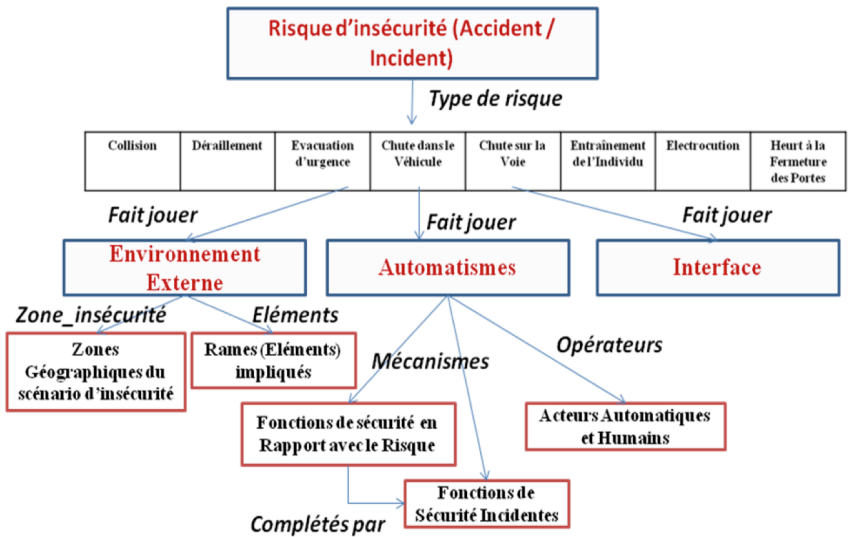 Risque d'insécurité (Accident /
Incident)
Type de risque
Collision
Déraillement
Evacuation
d'urgence
Chute dans le
Véhicule
Chute sur la
Voie
Entraînement
de l'Individu
Electrocution
Heurt à la
Fermeture
des Portes
Fait jouer
Fait jouer
Fait jouer
Environnement
Externe
Automatismes
Interface
Zone_insécurité
Eléments
Mécanismes
Opérateurs
Zones
Géographiques du
scénario d'insécurité
Rames (Eléments)
impliqués
Fonctions de sécurité en
Rapport avec le Risque
Acteurs Automatiques
et Humains
Fonctions de
Sécurité Incidentes
Complétés par